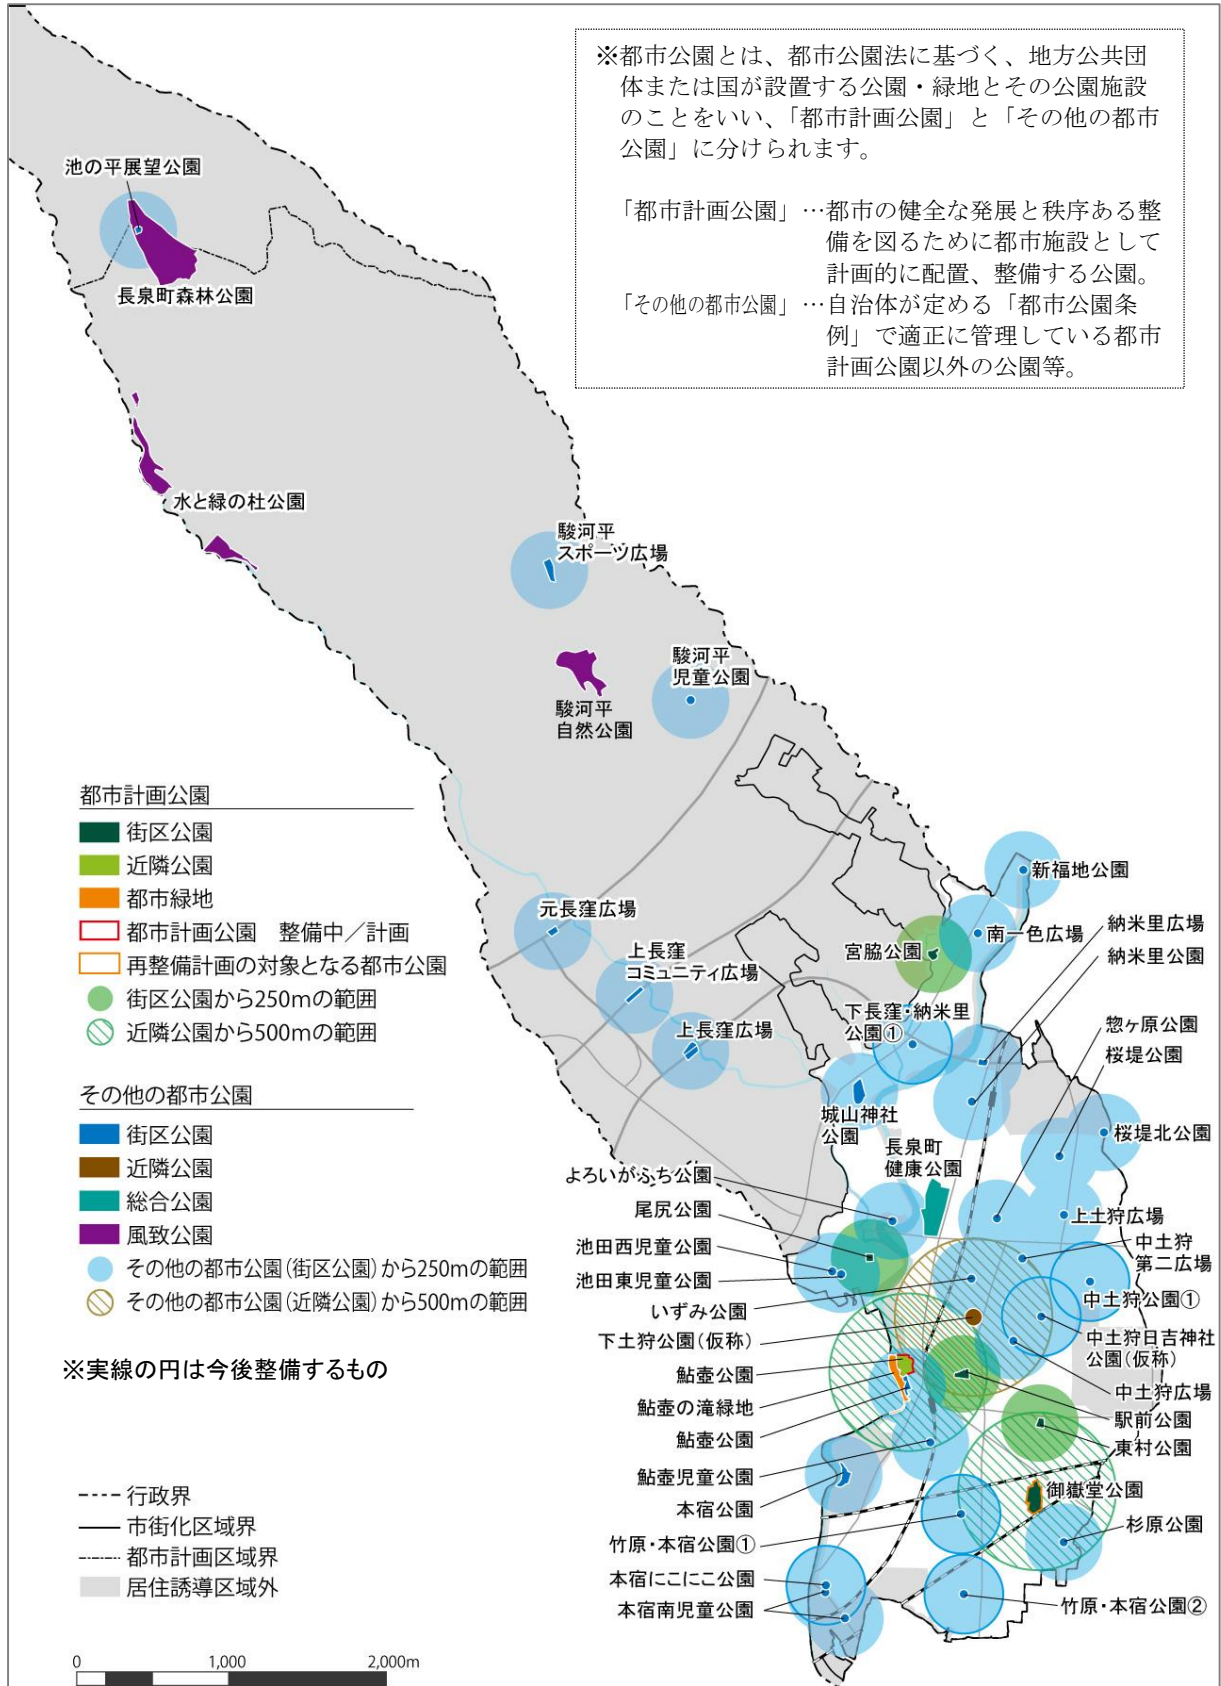 ※都市公園とは、都市公園法に基づく、地方公共団
体または国が設置する公園・緑地とその公園施設
のことをいい、「都市計画公園」と「その他の都市
公園」に分けられます。
「都市計画公園」…都市の健全な発展と秩序ある整
備を図るために都市施設として
計画的に配置、整備する公園。
「その他の都市公園」…自治体が定める「都市公園条
例」で適正に管理している都市
計画公園以外の公園等。
池の平展望公園
長泉町森林公園
水と緑の杜公園
駿河平
スポーツ広場
駿河平
児童公園
駿河平
自然公園
都市計画公園
街区公園
近隣公園
都市緑地
都市計画公園 整備中／計画
再整備計画の対象となる都市公園
街区公園から250mの範囲
近隣公園から500mの範囲
その他の都市公園
街区公園
近隣公園
総合公園
風致公園
その他の都市公園（街区公園）から250mの範囲
その他の都市公園（近隣公園）から500mの範囲
※実線の円は今後整備するもの
行政界
市街化区域界
都市計画区域界
居住誘導区域外
0 1,000 2,000m
元長窪広場
上長窪
コミュニティ広場
上長窪広場
新福地公園
南一色広場
宮脇公園
納米里広場
納米里公園
下長窪・納米里
公園①
惣ヶ原公園
桜堤公園
城山神社
公園
桜堤北公園
長泉町
健康公園
よろいがふち公園
尾尻公園
池田西児童公園
池田東児童公園
いずみ公園
下土狩公園（仮称）
鮎壺公園
鮎壺の滝緑地
鮎壺公園
鮎壺児童公園
本宿公園
竹原・本宿公園①
本宿にこにこ公園
本宿南児童公園
上土狩広場
中土狩
第二広場
中土狩公園①
中土狩日吉神社
公園（仮称）
中土狩広場
駅前公園
東村公園
御嶽堂公園
杉原公園
竹原・本宿公園②